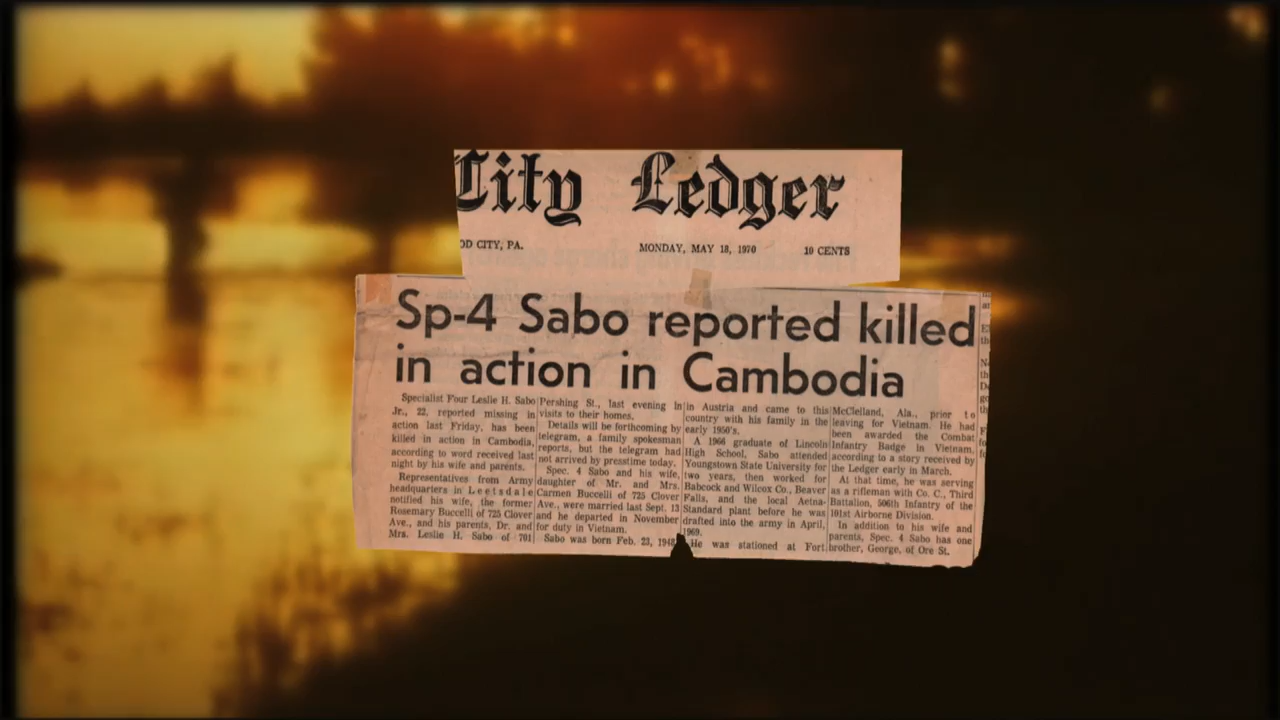 City Ledger
OD CITY, PA. MONDAY, MAY 18, 1970 10 CENTS
Sp-4 Sabo reported killed
in action in Cambodia
Specialist Four Leslie H. Sabo
Jr., 22, reported missing in
action last Friday, has been
killed in action in Cambodia,
according to word received last
night by his wife and parents.
Representatives from Army
headquarters in Leetsdale
notified his wife, the former
Rosemary Buccelli of 725 Clover
Ave., and his parents, Dr. and
Mrs. Leslie H. Sabo of 701
Pershing St., last evening in
visits to their homes.
Details will be forthcoming by
telegram, a family spokesman
reports, but the telegram had
not arrived by presstime today.
Spec. 4 Sabo and his wife,
daughter of Mr. and Mrs.
Carmen Buccelli of 725 Clover
Ave., were married last Sept. 13
and he departed in November
for duty in Vietnam.
Sabo was born Feb. 23, 1948
in Austria and came to this
country with his family in the
early 1950's.
A 1966 graduate of Lincoln
High School, Sabo attended
Youngstown State University for
two years, then worked for
Babcock and Wilcox Co., Beaver
Falls, and the local Aetna-
Standard plant before he was
drafted into the army in April,
1969.
He was stationed at Fort
McClelland, Ala., prior to
leaving for Vietnam. He had
been awarded the Combat
Infantry Badge in Vietnam,
according to a story received by
the Ledger early in March.
At that time, he was serving
as a rifleman with Co. C., Third
Battalion, 506th Infantry of the
101st Airborne Division.
In addition to his wife and
parents, Spec. 4 Sabo has one
brother, George, of Ore St.